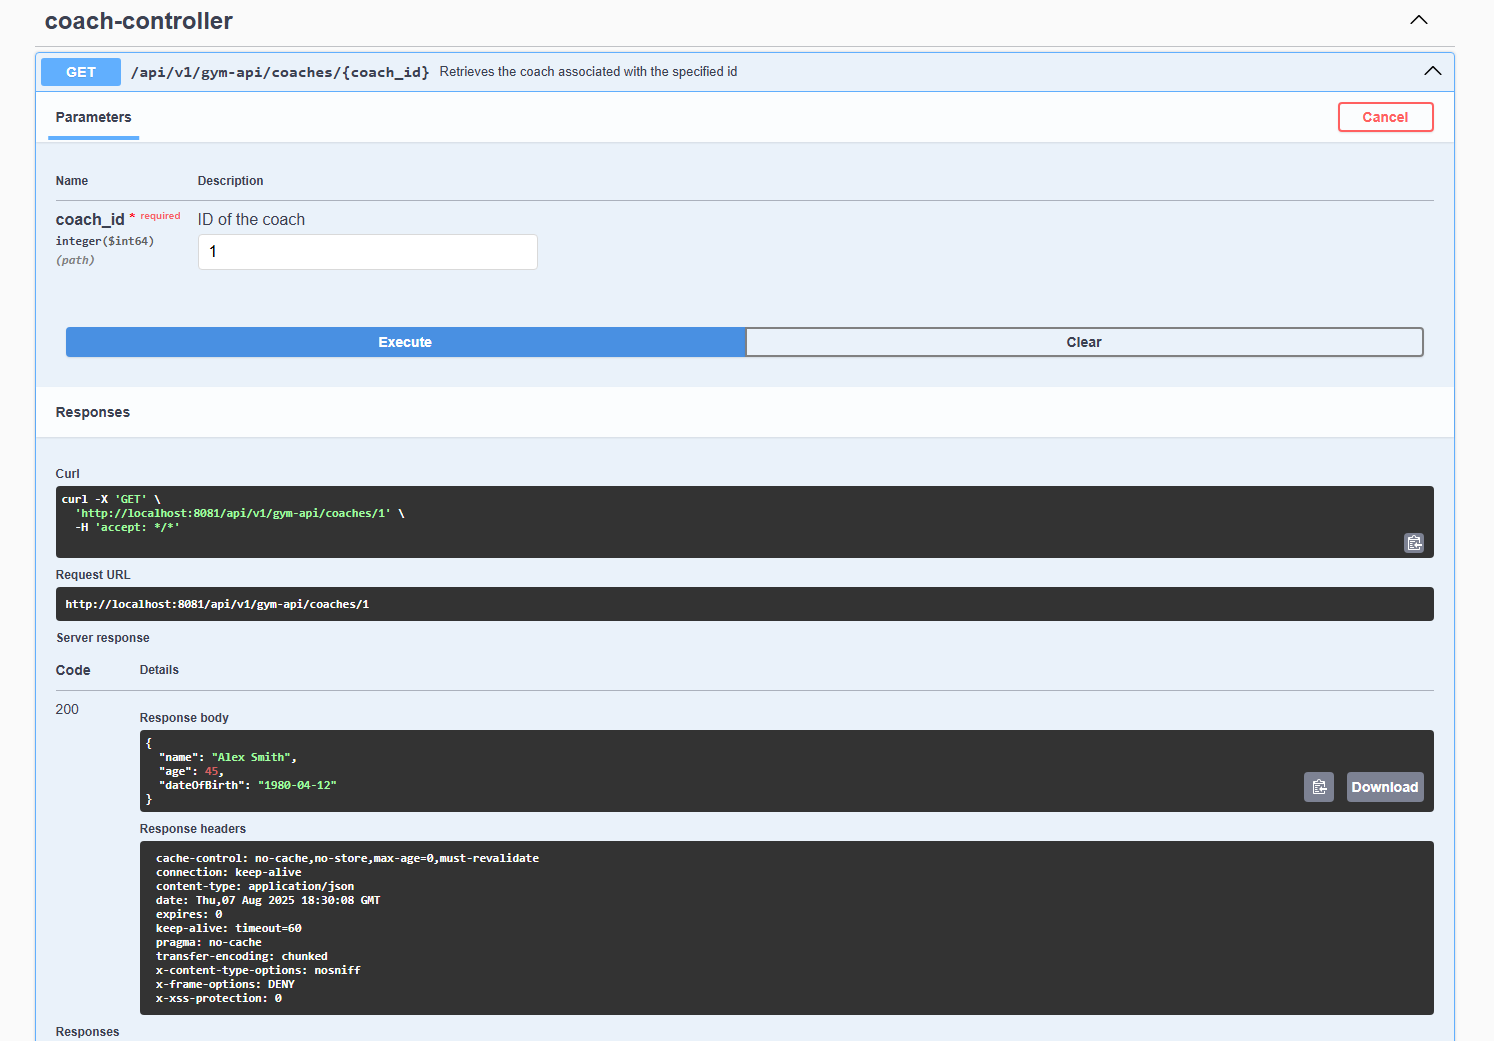 coach-controller
GET /api/v1/gym-api/coaches/{coach_id} Retrieves the coach associated with the specified id
Parameters
Cancel
Name Description
coach_id * required ID of the coach
integer($int64)
(path)
1
Execute Clear
Responses
Curl
curl -X 'GET' \
  'http://localhost:8081/api/v1/gym-api/coaches/1' \
  -H 'accept: */*'
Request URL
http://localhost:8081/api/v1/gym-api/coaches/1
Server response
Code Details
200
Response body
{
  "name": "Alex Smith",
  "age": 45,
  "dateOfBirth": "1980-04-12"
}
Download
Response headers
cache-control: no-cache,no-store,max-age=0,must-revalidate
connection: keep-alive
content-type: application/json
date: Thu,07 Aug 2025 18:30:08 GMT
expires: 0
keep-alive: timeout=60
pragma: no-cache
transfer-encoding: chunked
x-content-type-options: nosniff
x-frame-options: DENY
x-xss-protection: 0
Responses